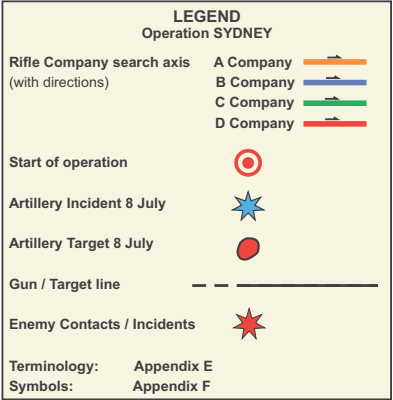 LEGEND
Operation SYDNEY
Rifle Company search axis
(with directions)
A Company
B Company
C Company
D Company
Start of operation
Artillery Incident 8 July
Artillery Target 8 July
Gun / Target line
Enemy Contacts / Incidents
Terminology: Appendix E
Symbols: Appendix F